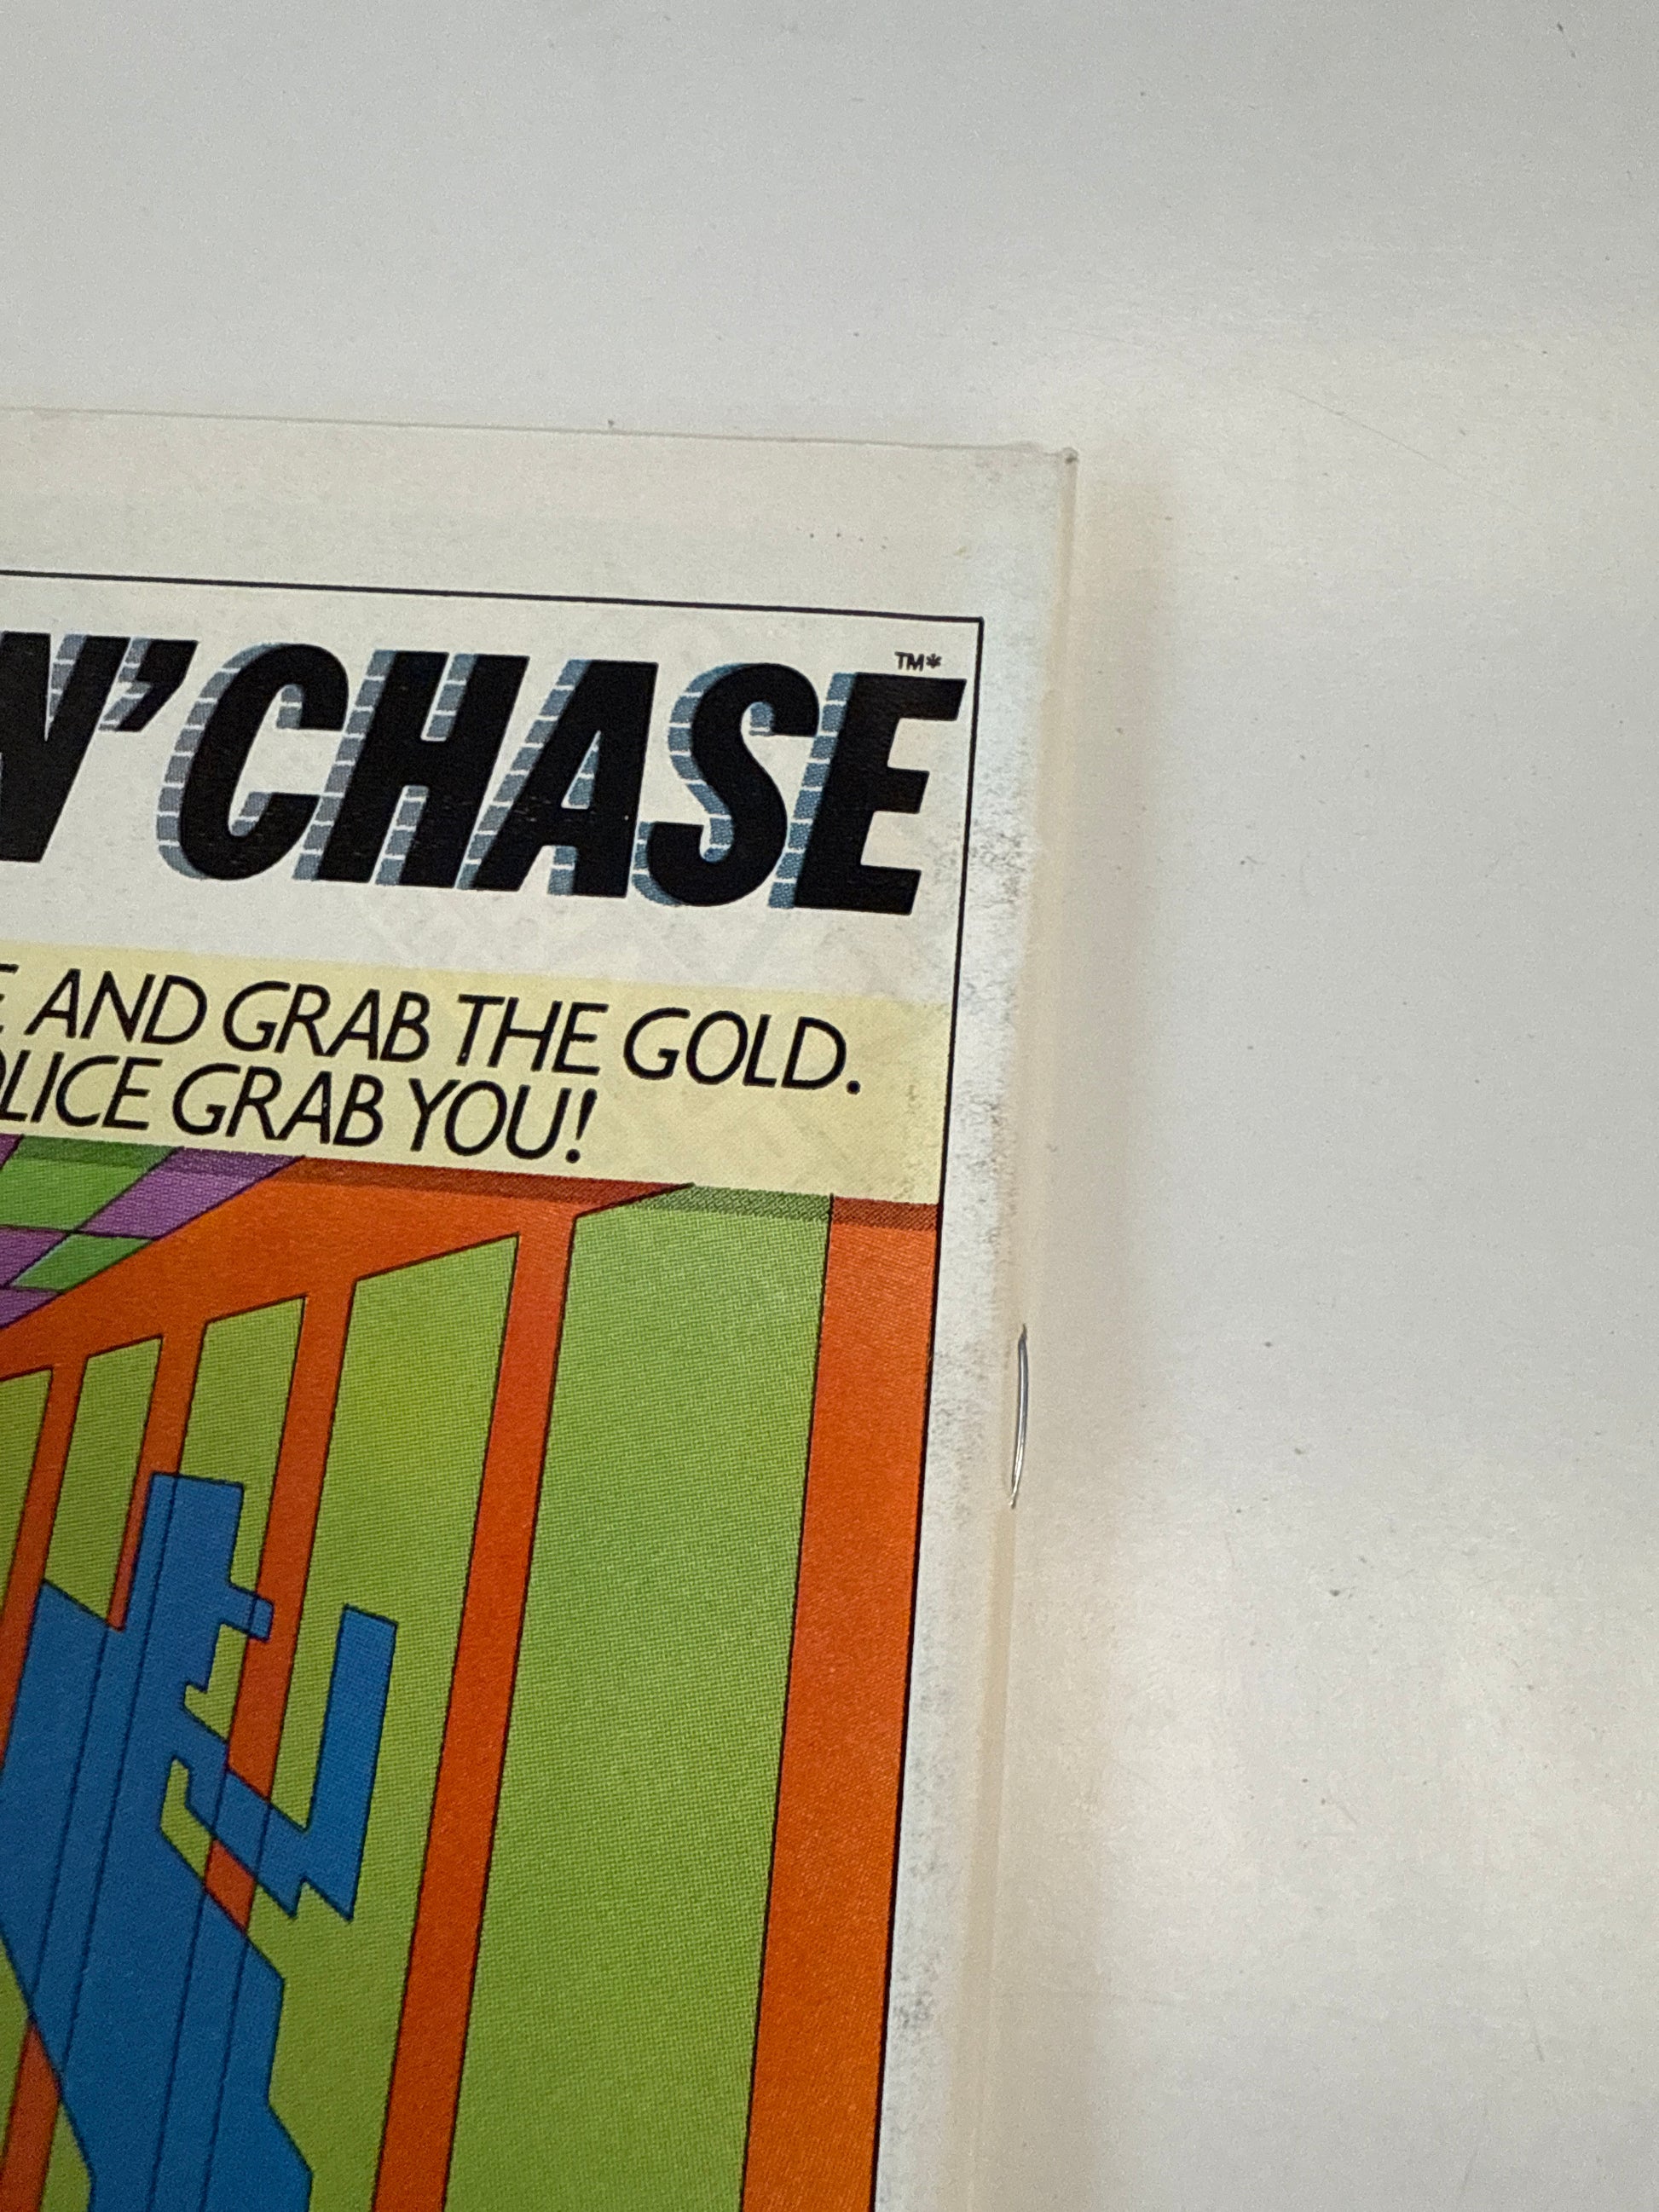 N' CHASE TM*
E AND GRAB THE GOLD.
OLICE GRAB YOU!